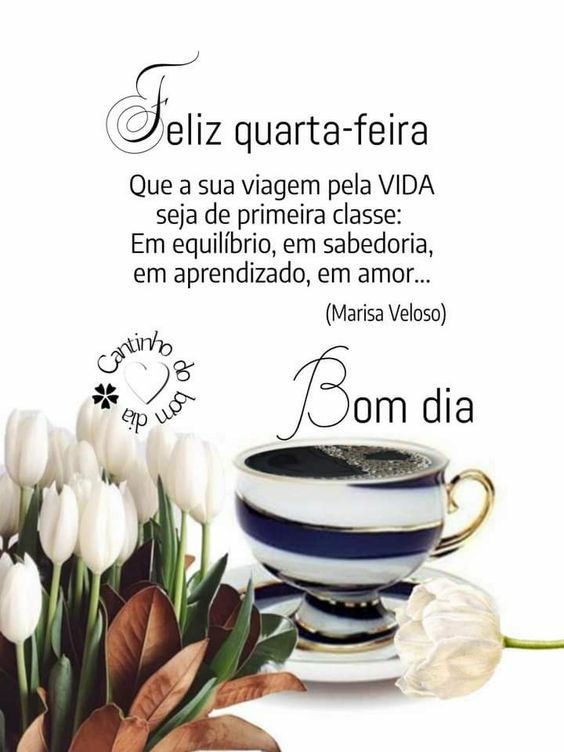 Feliz quarta-feira
Que a sua viagem pela VIDA
seja de primeira classe:
Em equilíbrio, em sabedoria,
em aprendizado, em amor...
(Marisa Veloso)
Cantinho do bom dia
Bom dia